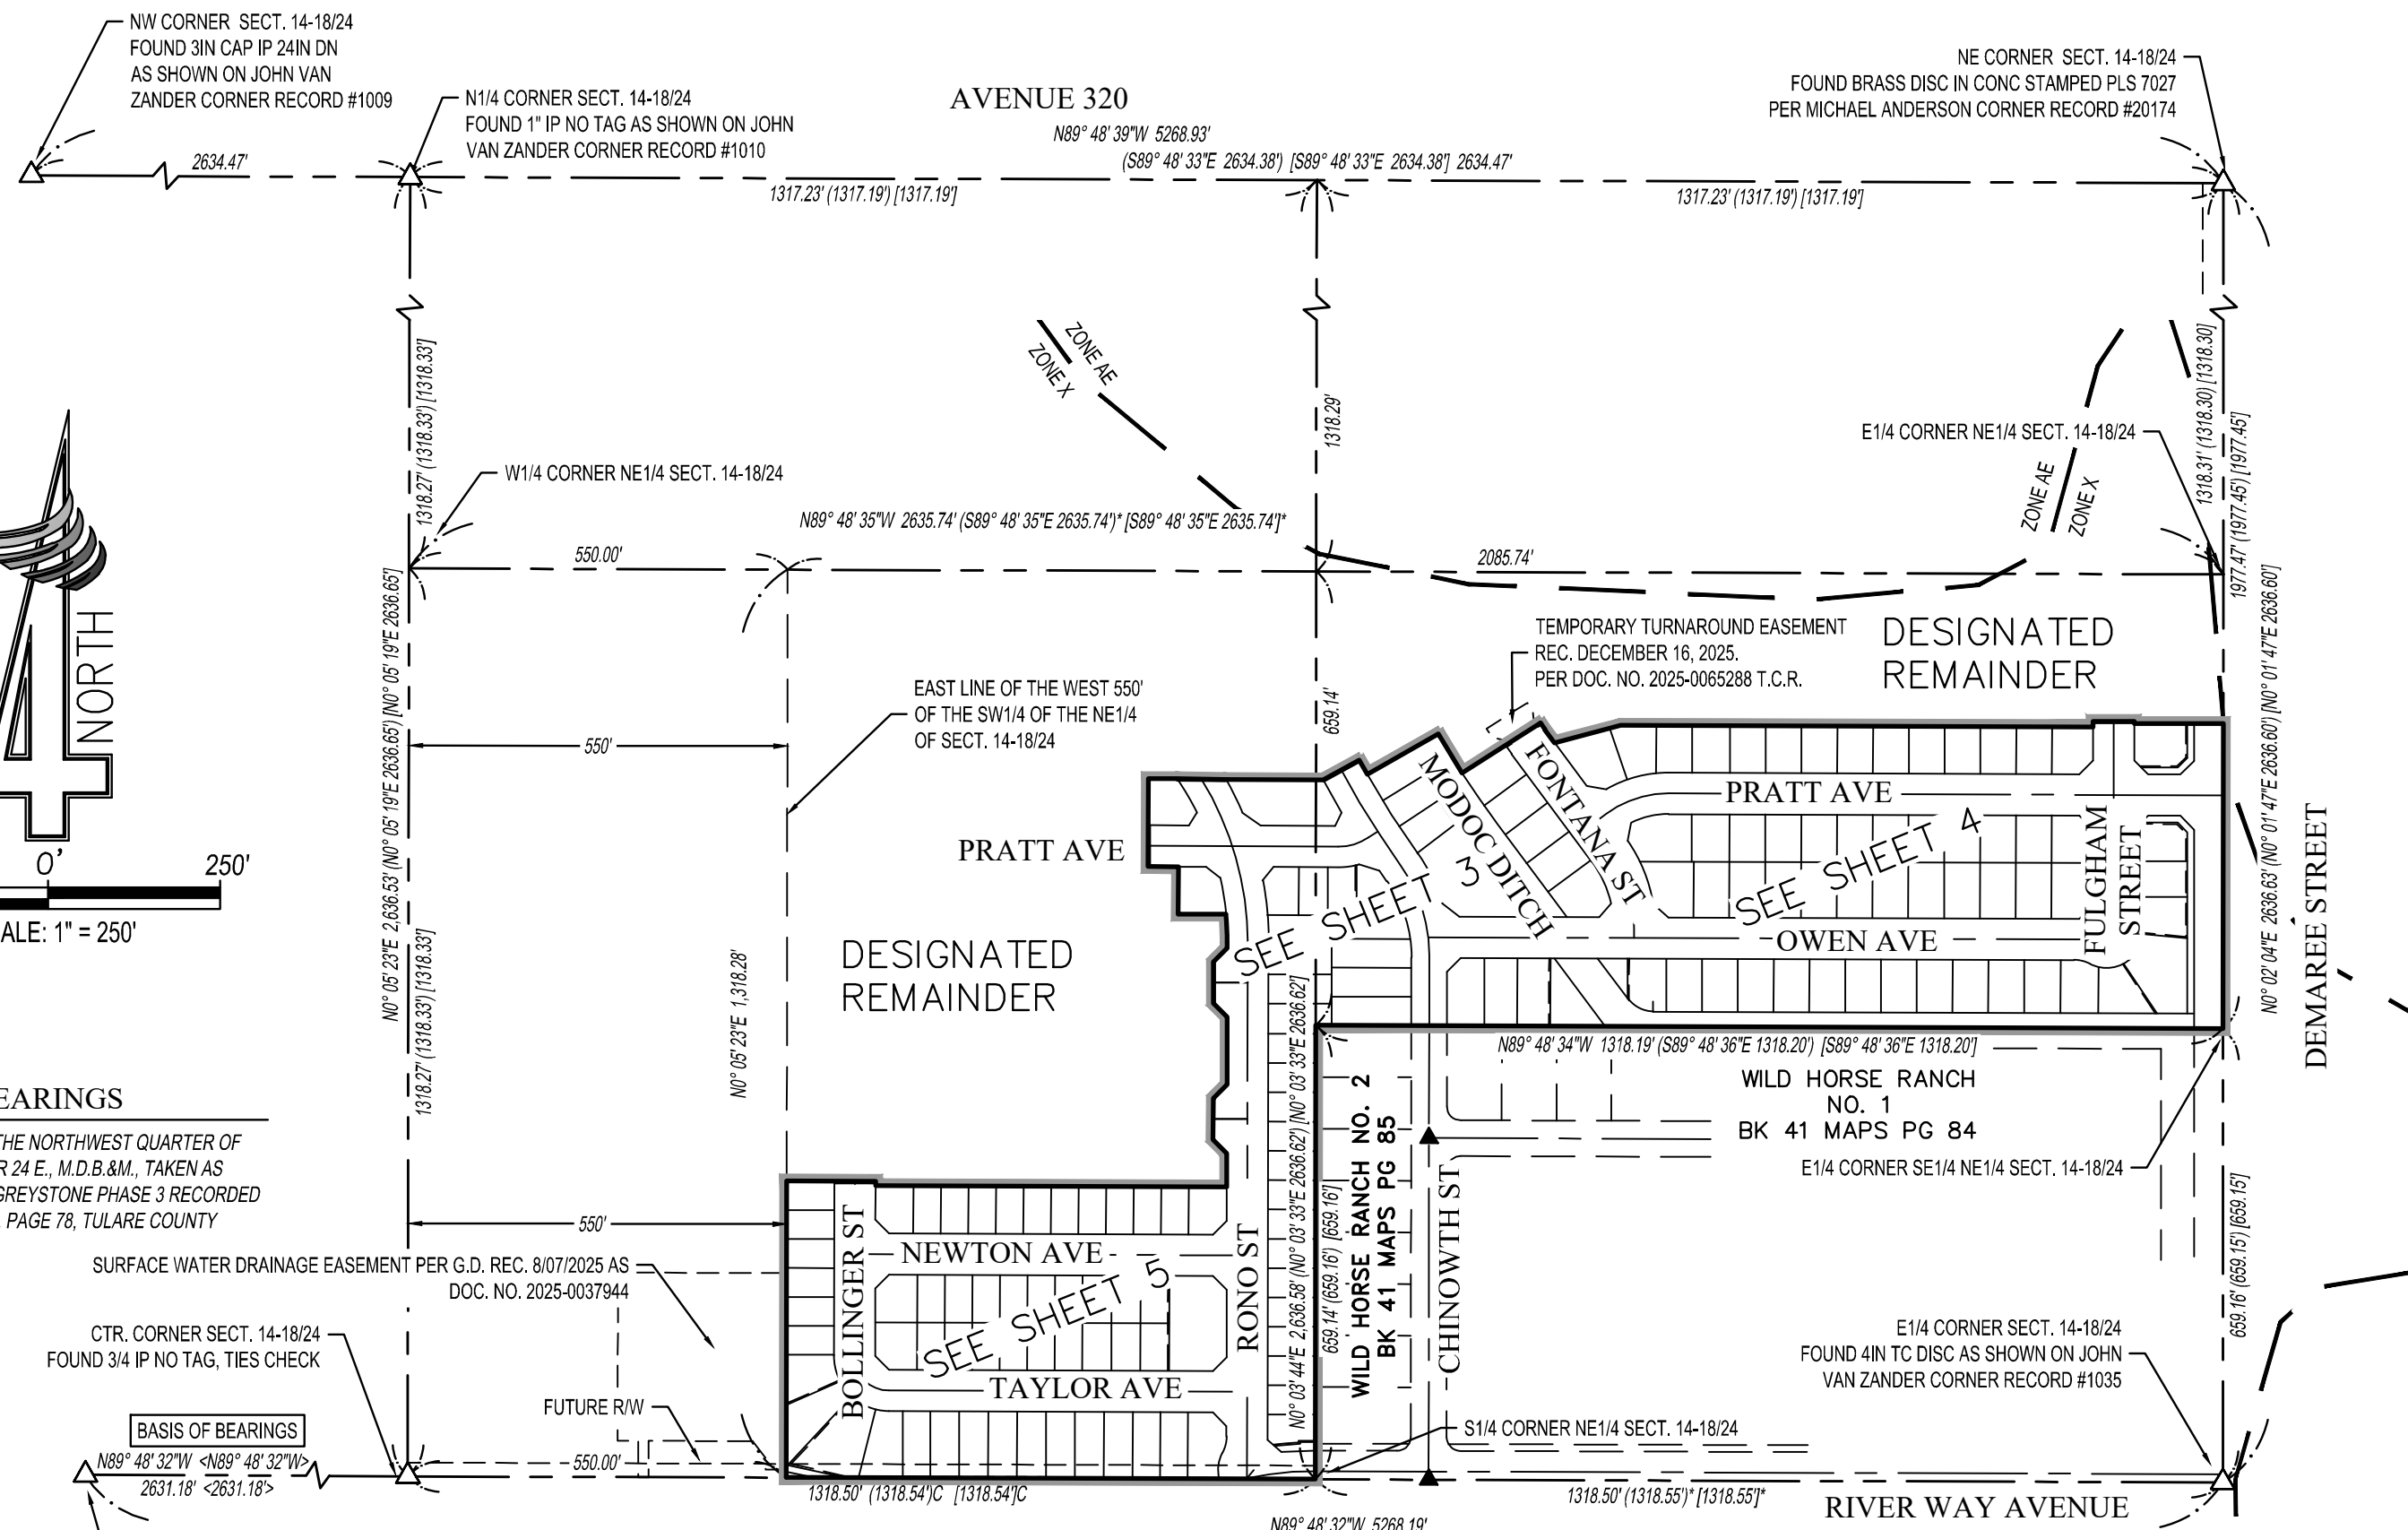 NW CORNER SECT. 14-18/24
FOUND 3IN CAP IP 24IN DN
AS SHOWN ON JOHN VAN
ZANDER CORNER RECORD #1009
N1/4 CORNER SECT. 14-18/24
FOUND 1" IP NO TAG AS SHOWN ON JOHN
VAN ZANDER CORNER RECORD #1010
AVENUE 320
N89° 48' 39"W 5268.93'
(S89° 48' 33"E 2634.38') [S89° 48' 33"E 2634.38'] 2634.47'
NE CORNER SECT. 14-18/24
FOUND BRASS DISC IN CONC STAMPED PLS 7027
PER MICHAEL ANDERSON CORNER RECORD #20174
2634.47'
1317.23' (1317.19') [1317.19']
1317.23' (1317.19') [1317.19']
ZONE AE
ZONE X
1318.27' (1318.33') [1318.33']
1318.29'
1318.31' (1318.30) [1318.30]
1977.47' (1977.45') [1977.45']
E1/4 CORNER NE1/4 SECT. 14-18/24
ZONE AE
ZONE X
W1/4 CORNER NE1/4 SECT. 14-18/24
N89° 48' 35"W 2635.74' (S89° 48' 35"E 2635.74')* [S89° 48' 35"E 2635.74']*
550.00'
2085.74'
NORTH
0'
250'
ALE: 1" = 250'
N0° 05' 23"E 2,636.53' (N0° 05' 19"E 2636.65') [N0° 05' 19"E 2636.65']
550'
EAST LINE OF THE WEST 550'
OF THE SW1/4 OF THE NE1/4
OF SECT. 14-18/24
659.14'
TEMPORARY TURNAROUND EASEMENT
REC. DECEMBER 16, 2025.
PER DOC. NO. 2025-0065288 T.C.R.
DESIGNATED
REMAINDER
N0° 02' 04"E 2636.63' (N0° 01' 47"E 2636.60') [N0° 01' 47"E 2636.60']
DEMAREE STREET
PRATT AVE
MODOC DITCH
FONTANA ST
PRATT AVE
FULGHAM
STREET
SEE SHEET 3
SEE SHEET 4
OWEN AVE
DESIGNATED
REMAINDER
1318.27' (1318.33') [1318.33']
N0° 05' 23"E 1,318.28'
N0° 03' 44"E 2,636.58' (N0° 03' 33"E 2636.62') [N0° 03' 33"E 2636.62']
659.14' (659.16') [659.16']
N89° 48' 34"W 1318.19' (S89° 48' 36"E 1318.20') [S89° 48' 36"E 1318.20']
WILD HORSE RANCH NO. 2
BK 41 MAPS PG 85
WILD HORSE RANCH
NO. 1
BK 41 MAPS PG 84
E1/4 CORNER SE1/4 NE1/4 SECT. 14-18/24
EARINGS
THE NORTHWEST QUARTER OF
R 24 E., M.D.B.&M., TAKEN AS
GREYSTONE PHASE 3 RECORDED
PAGE 78, TULARE COUNTY
550'
SURFACE WATER DRAINAGE EASEMENT PER G.D. REC. 8/07/2025 AS
DOC. NO. 2025-0037944
BOLLINGER ST
NEWTON AVE
RONO ST
CHINOWTH ST
SEE SHEET 5
TAYLOR AVE
659.16' (659.15') [659.15']
CTR. CORNER SECT. 14-18/24
FOUND 3/4 IP NO TAG, TIES CHECK
E1/4 CORNER SECT. 14-18/24
FOUND 4IN TC DISC AS SHOWN ON JOHN
VAN ZANDER CORNER RECORD #1035
FUTURE R/W
BASIS OF BEARINGS
N89° 48' 32"W <N89° 48' 32"W>
2631.18' <2631.18'>
550.00'
S1/4 CORNER NE1/4 SECT. 14-18/24
1318.50' (1318.54')C [1318.54']C
1318.50' (1318.55')* [1318.55']*
RIVER WAY AVENUE
N89° 48' 32"W 5268.19'